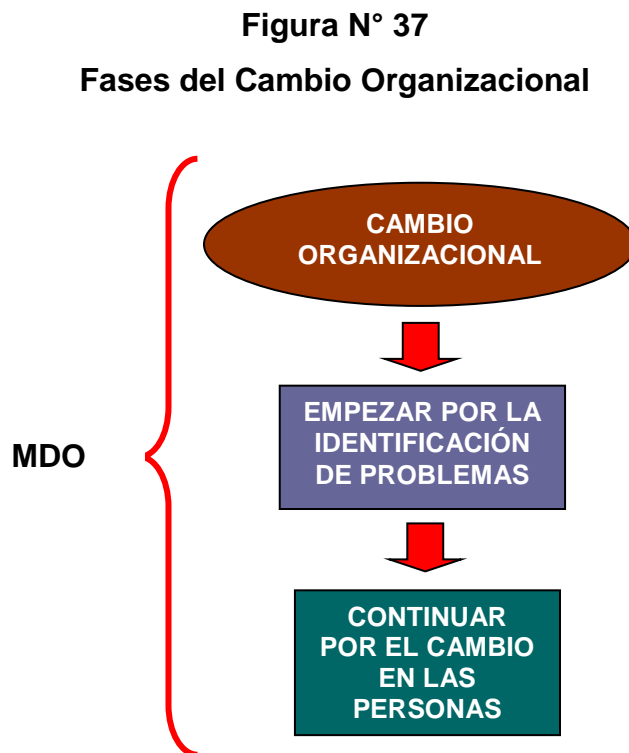 Figura N° 37
Fases del Cambio Organizacional
CAMBIO
ORGANIZACIONAL
EMPEZAR POR LA
IDENTIFICACIÓN
DE PROBLEMAS
MDO
CONTINUAR
POR EL CAMBIO
EN LAS
PERSONAS